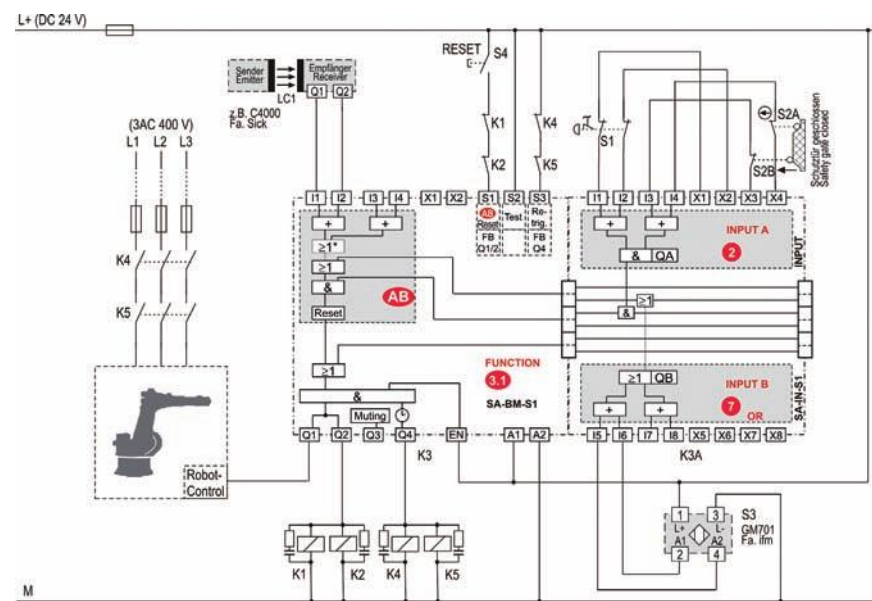 L+ (DC 24 V)
RESET
S4
Sender
Emitter
LC1
Empfänger
Receiver
Q1 Q2
z.B. C4000
Fa. Sick
(3AC 400 V)
L1 L2 L3
K1
K2
K4
K5
S1
S2A
S2B
Schutztür geschlossen
Safety gate closed
I1 I2 I3 I4 X1 X2 S1 S2 S3
I1 I2 I3 I4 X1 X2 X3 X4
AB
Reset
FB
Q1/2
Test
Re-
trig.
FB
Q4
+ +
≥1*
≥1
&
AB
Reset
+ +
INPUT A
2
& QA
INPUT
≥1
&
K4
K5
≥1
FUNCTION
3.1
SA-BM-S1
&
Muting
≥1 QB
INPUT B
7
OR
+ +
SA-IN-S1
Q1 Q2 Q3 Q4 EN A1 A2
K3
I5 I6 I7 I8 X5 X6 X7 X8
K3A
Robot-
Control
1 3
L+ L-
A1 A2
2 4
S3
GM701
Fa. ifm
K1 K2 K4 K5
M